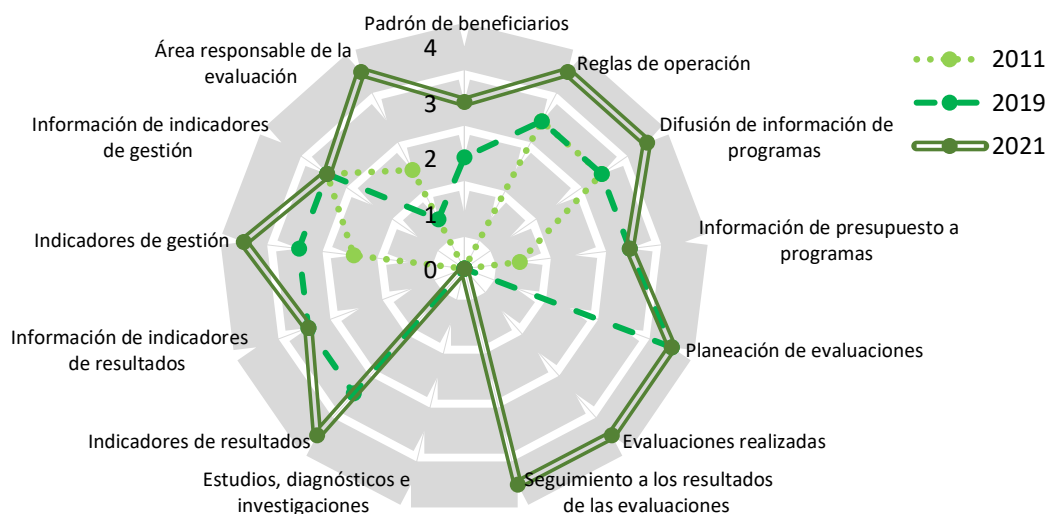 Padrón de beneficiarios
4
3
2
1
0
Reglas de operación
Difusión de información de
programas
Información de presupuesto a
programas
Planeación de evaluaciones
Evaluaciones realizadas
Seguimiento a los resultados
de las evaluaciones
Estudios, diagnósticos e
investigaciones
Indicadores de resultados
Información de indicadores
de resultados
Indicadores de gestión
Información de indicadores
de gestión
Área responsable de la
evaluación
2011
2019
2021